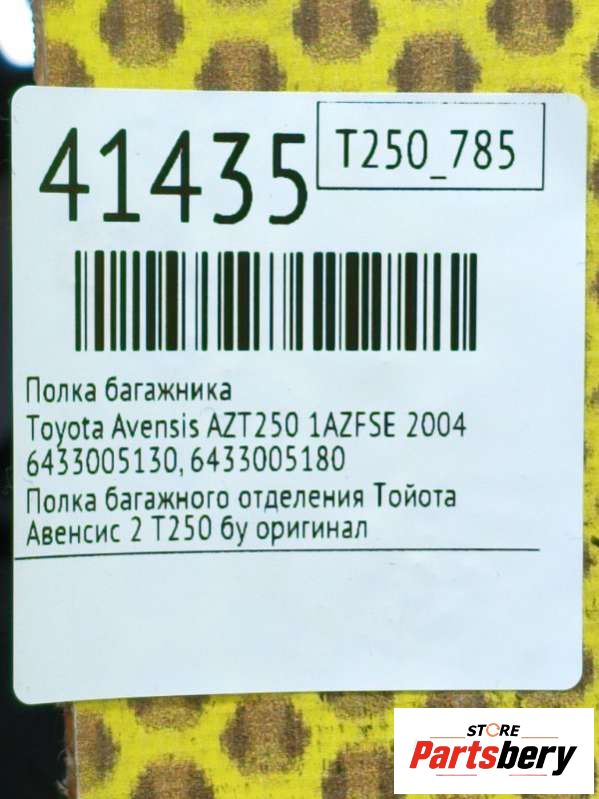 41435
T250_785
Полка багажника
Toyota Avensis AZT250 1AZFSE 2004
6433005130, 6433005180
Полка багажного отделения Тойота
Авенсис 2 Т250 бу оригинал
STORE
Partsbery